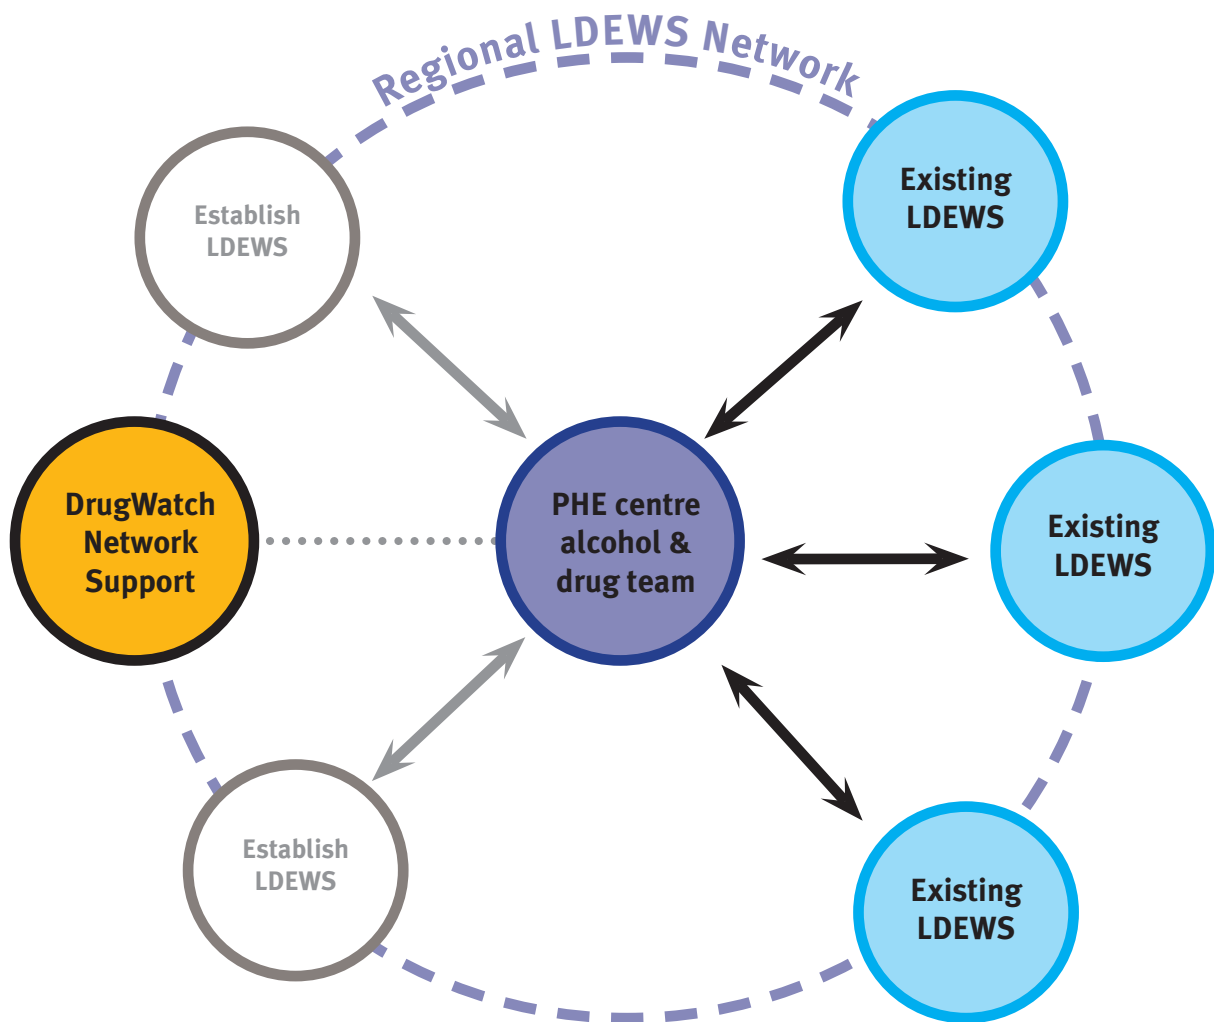 Regional LDEWS Network
Establish
LDEWS
Existing
LDEWS
DrugWatch
Network
Support
PHE centre
alcohol &
drug team
Existing
LDEWS
Establish
LDEWS
Existing
LDEWS